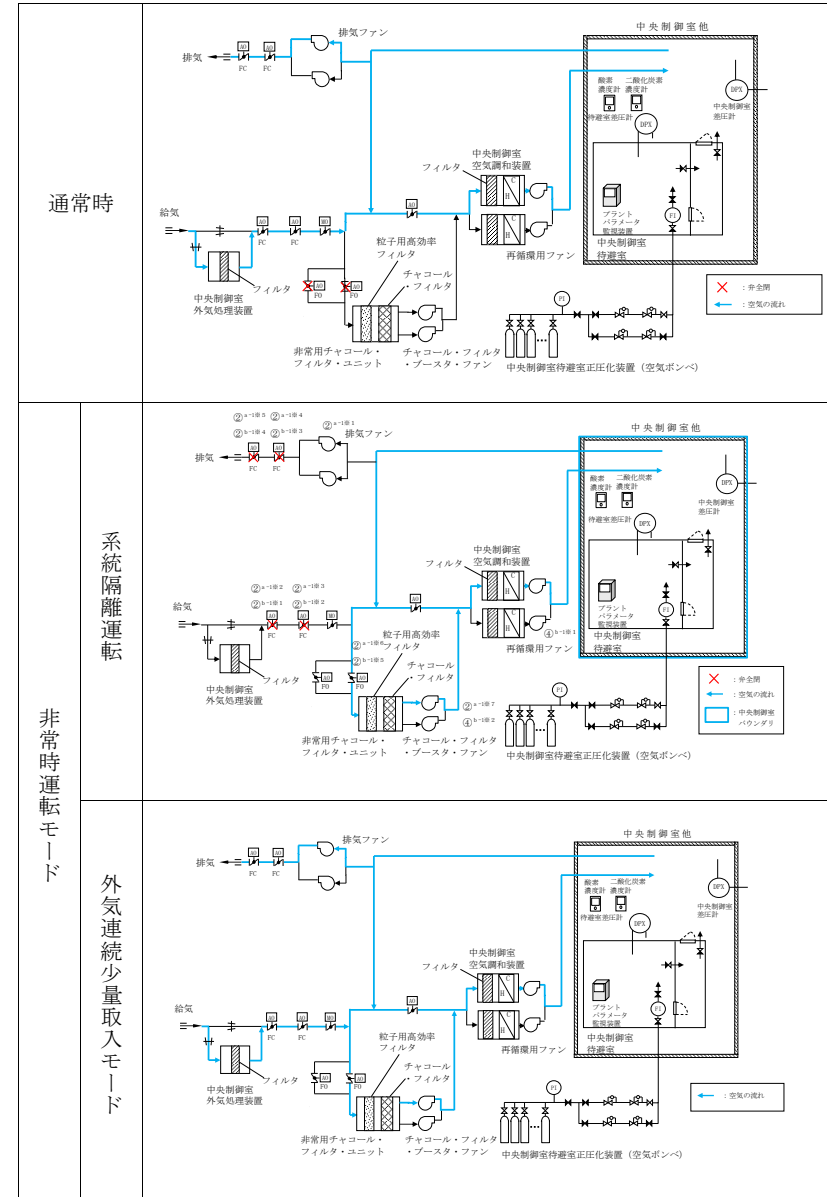 通常時
排気ファン
排気
AO
AO
FC
FC
中央制御室他
酸素
濃度計
二酸化炭素
濃度計
DPX
中央制御室
差圧計
待避室差圧計
DPX
中央制御室
空気調和装置
フィルタ
C
H
C
H
再循環用ファン
AO
給気
AO
AO
MO
FC
FC
フィルタ
中央制御室
外気処理装置
粒子用高効率
フィルタ
チャコール
・フィルタ
AO
FO
AO
FO
非常用チャコール・
フィルタ・ユニット
チャコール・フィルタ
・ブースタ・ファン
プラント
パラメータ
監視装置
FI
中央制御室
待避室
PI
中央制御室待避室正圧化装置（空気ボンベ）
：弁全閉
：空気の流れ
非常時運転モード
系統隔離運転
②a-1※5 ②a-1※4
②b-1※4 ②b-1※3
②a-1※1
排気ファン
排気
AO
AO
FC
FC
中央制御室他
酸素
濃度計
二酸化炭素
濃度計
DPX
中央制御室
差圧計
待避室差圧計
DPX
中央制御室
空気調和装置
フィルタ
C
H
C
H
④b-1※1
再循環用ファン
AO
給気
②a-1※2 ②a-1※3
②b-1※1 ②b-1※2
AO
AO
MO
FC
FC
フィルタ
中央制御室
外気処理装置
②a-1※6
②b-1※5
粒子用高効率
フィルタ
チャコール
・フィルタ
AO
FO
AO
FO
②a-1※7
④b-1※2
非常用チャコール・
フィルタ・ユニット
チャコール・フィルタ
・ブースタ・ファン
プラント
パラメータ
監視装置
FI
中央制御室
待避室
PI
中央制御室待避室正圧化装置（空気ボンベ）
：弁全閉
：空気の流れ
：中央制御室
バウンダリ
外気連続少量取入モード
排気ファン
排気
AO
AO
FC
FC
中央制御室他
酸素
濃度計
二酸化炭素
濃度計
DPX
中央制御室
差圧計
待避室差圧計
DPX
中央制御室
空気調和装置
フィルタ
C
H
C
H
再循環用ファン
AO
給気
AO
AO
MO
FC
FC
フィルタ
中央制御室
外気処理装置
粒子用高効率
フィルタ
チャコール
・フィルタ
AO
FO
AO
FO
非常用チャコール・
フィルタ・ユニット
チャコール・フィルタ
・ブースタ・ファン
プラント
パラメータ
監視装置
FI
中央制御室
待避室
PI
中央制御室待避室正圧化装置（空気ボンベ）
：空気の流れ